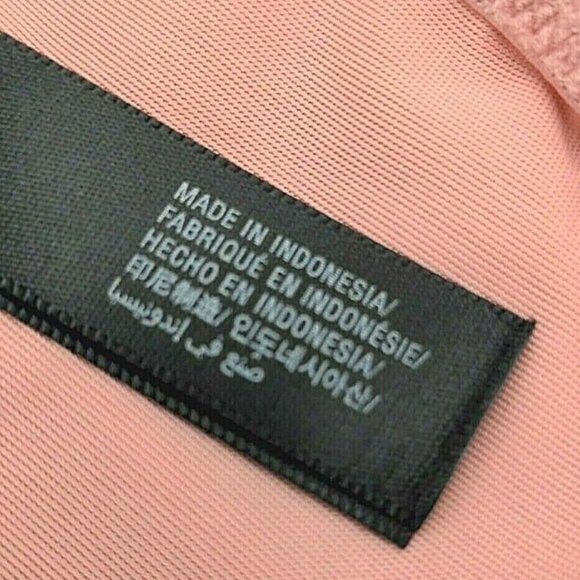 MADE IN INDONESIA/
FABRIQUÉ EN INDONÉSIE/
HECHO EN INDONESIA/
印尼制造/ 인도네시아산/
صنع في إندونيسيا